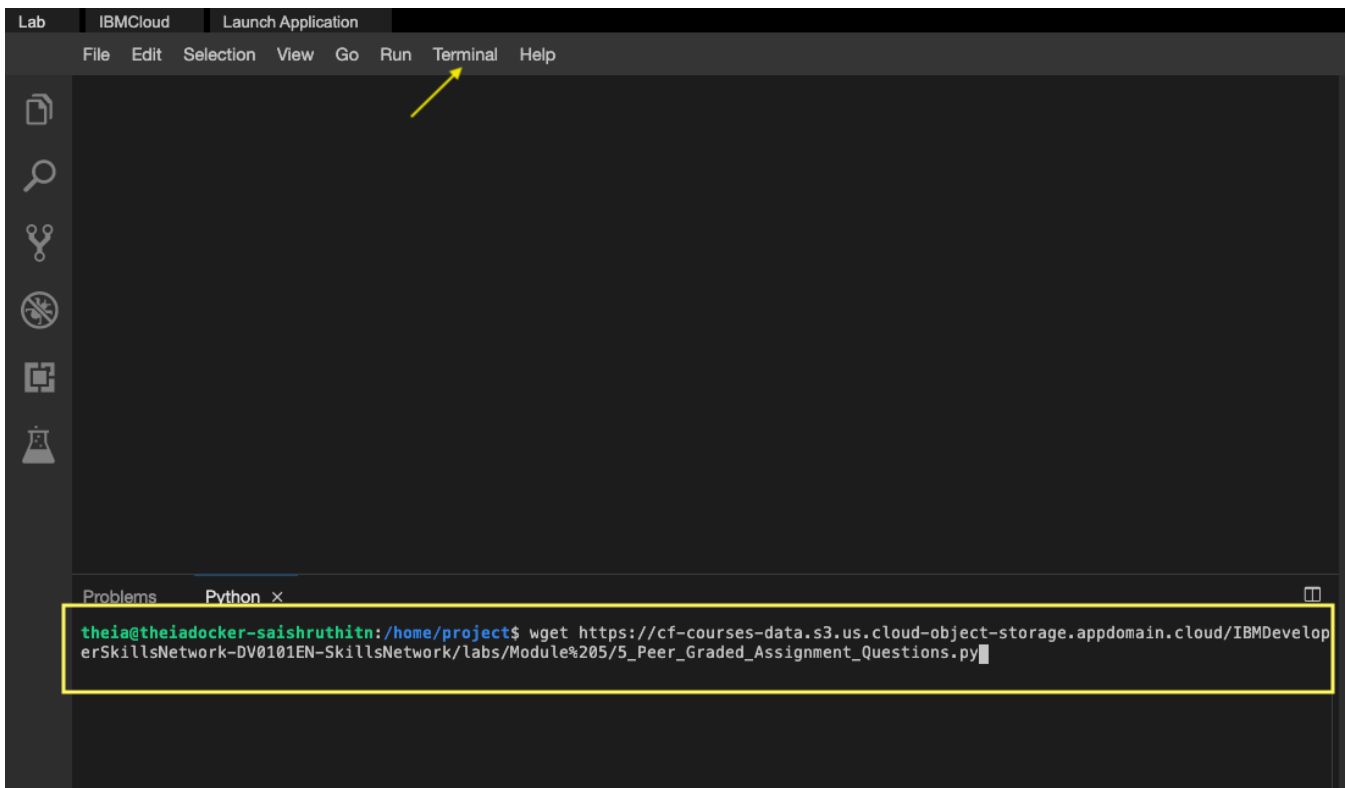 Lab IBMCloud Launch Application
File Edit Selection View Go Run Terminal Help
Problems Python ×
theia@theiadocker-saishruthitn:/home/project$ wget https://cf-courses-data.s3.us.cloud-object-storage.appdomain.cloud/IBMDevelop
erSkillsNetwork-DV0101EN-SkillsNetwork/labs/Module%205/5_Peer_Graded_Assignment_Questions.py